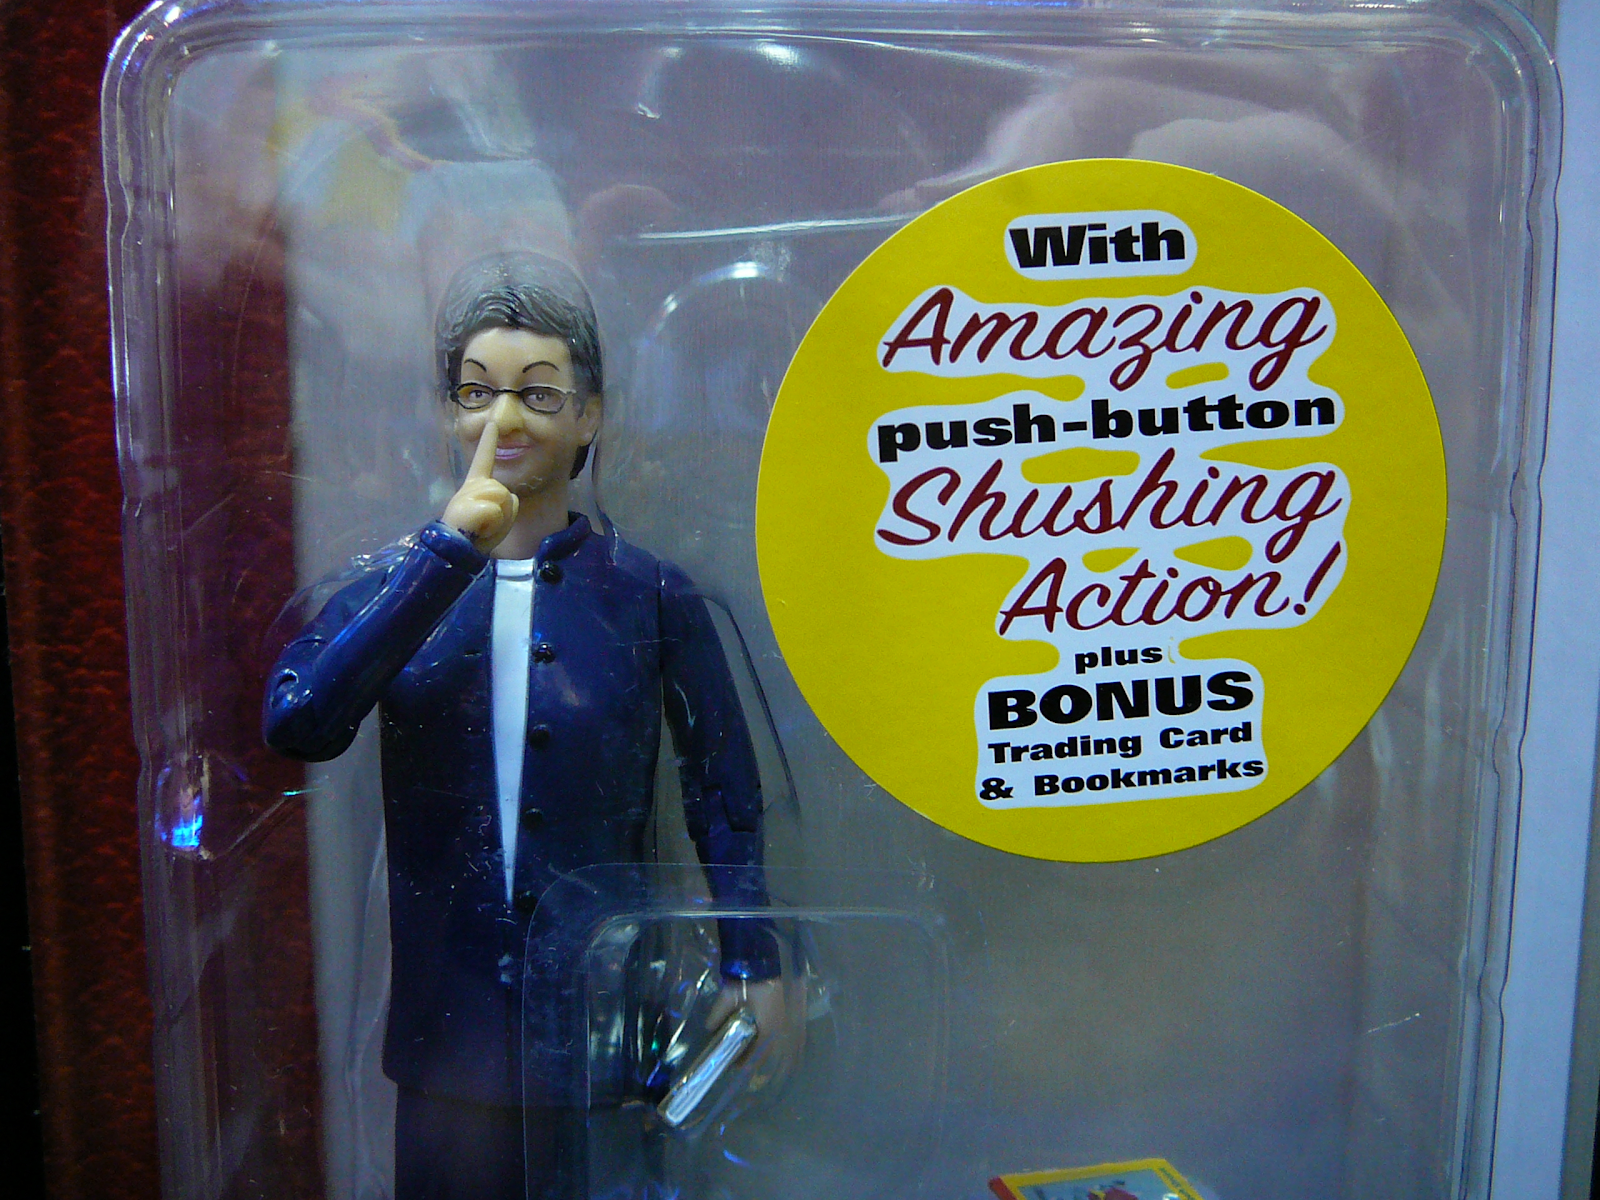 With
Amazing
push-button
Shushing
Action!
plus
BONUS
Trading Card
& Bookmarks